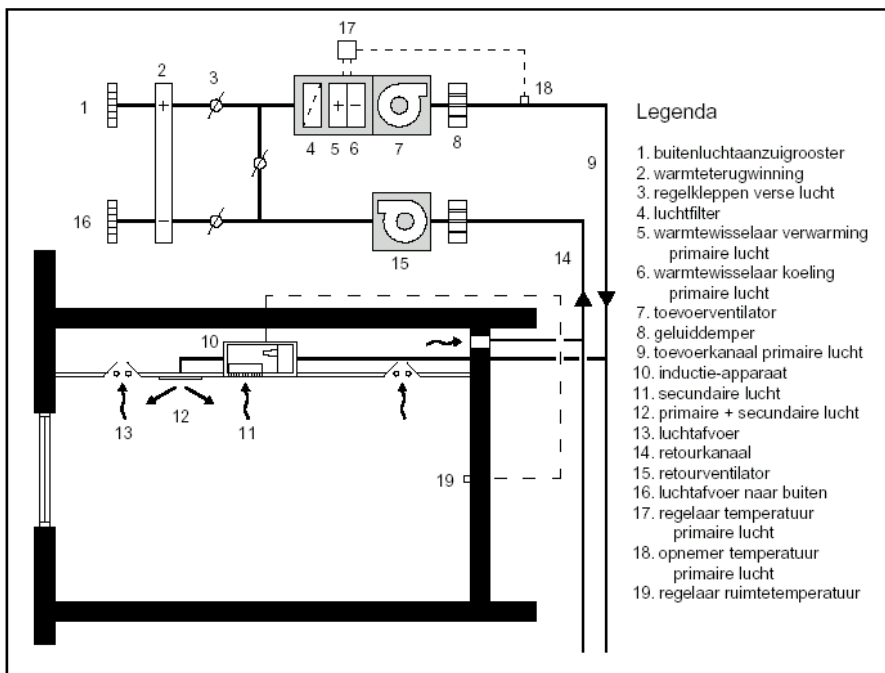 17
2
3
18
1
4
5
6
7
8
9
16
15
14
10
13
12
11
19
Legenda
1. buitenluchtaanzuigrooster
2. warmteterugwinning
3. regelkleppen verse lucht
4. luchtfilter
5. warmtewisselaar verwarming
primaire lucht
6. warmtewisselaar koeling
primaire lucht
7. toevoerventilator
8. geluiddemper
9. toevoerkanaal primaire lucht
10. inductie-apparaat
11. secundaire lucht
12. primaire + secundaire lucht
13. luchtafvoer
14. retourkanaal
15. retourventilator
16. luchtafvoer naar buiten
17. regelaar temperatuur
primaire lucht
18. opnemer temperatuur
primaire lucht
19. regelaar ruimtetemperatuur